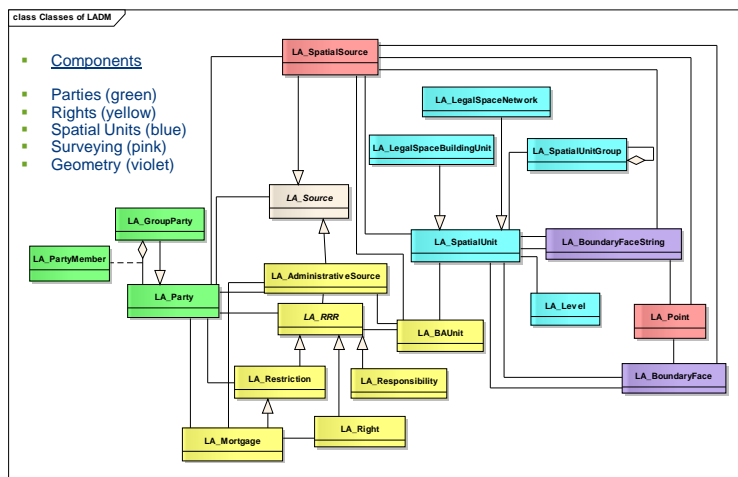 class Classes of LADM
Components
Parties (green)
Rights (yellow)
Spatial Units (blue)
Surveying (pink)
Geometry (violet)
LA_SpatialSource
LA_LegalSpaceNetwork
LA_LegalSpaceBuildingUnit
LA_SpatialUnitGroup
LA_Source
LA_GroupParty
LA_SpatialUnit
LA_BoundaryFaceString
LA_PartyMember
LA_AdministrativeSource
LA_Party
LA_Level
LA_Point
LA_RRR
LA_BAUnit
LA_Restriction
LA_Responsibility
LA_BoundaryFace
LA_Mortgage
LA_Right